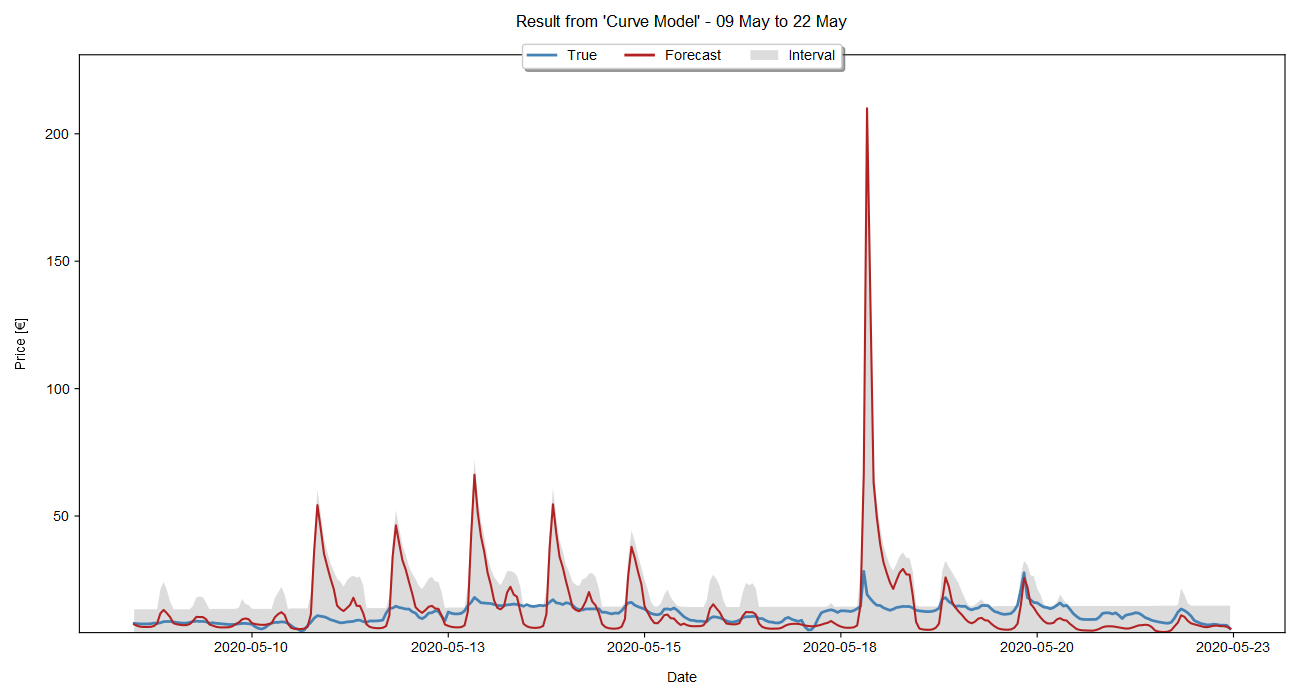 Result from 'Curve Model' - 09 May to 22 May
True Forecast Interval
Price [€]
200
150
100
50
2020-05-10 2020-05-13 2020-05-15 2020-05-18 2020-05-20 2020-05-23
Date